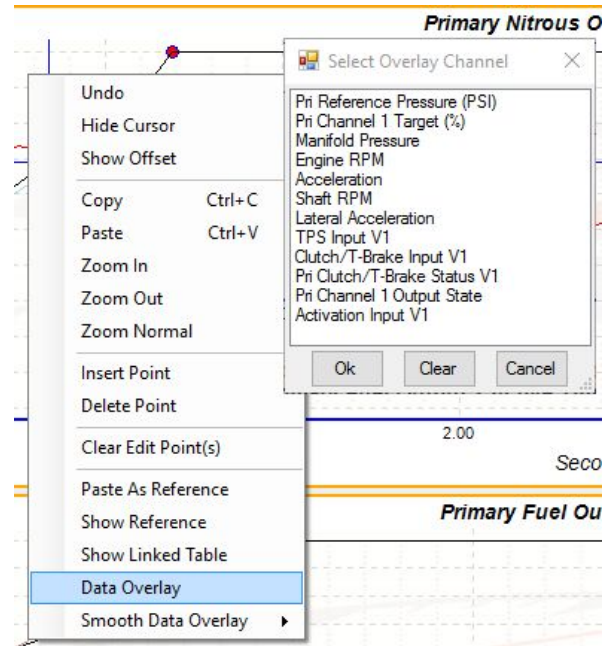 Primary Nitrous O
Select Overlay Channel
Undo
Hide Cursor
Show Offset
Copy Ctrl+C
Paste Ctrl+V
Zoom In
Zoom Out
Zoom Normal
Insert Point
Delete Point
Clear Edit Point(s)
Paste As Reference
Show Reference
Show Linked Table
Data Overlay
Smooth Data Overlay
Pri Reference Pressure (PSI)
Pri Channel 1 Target (%)
Manifold Pressure
Engine RPM
Acceleration
Shaft RPM
Lateral Acceleration
TPS Input V1
Clutch/T-Brake Input V1
Pri Clutch/T-Brake Status V1
Pri Channel 1 Output State
Activation Input V1
Ok Clear Cancel
2.00
Seco
Primary Fuel Ou